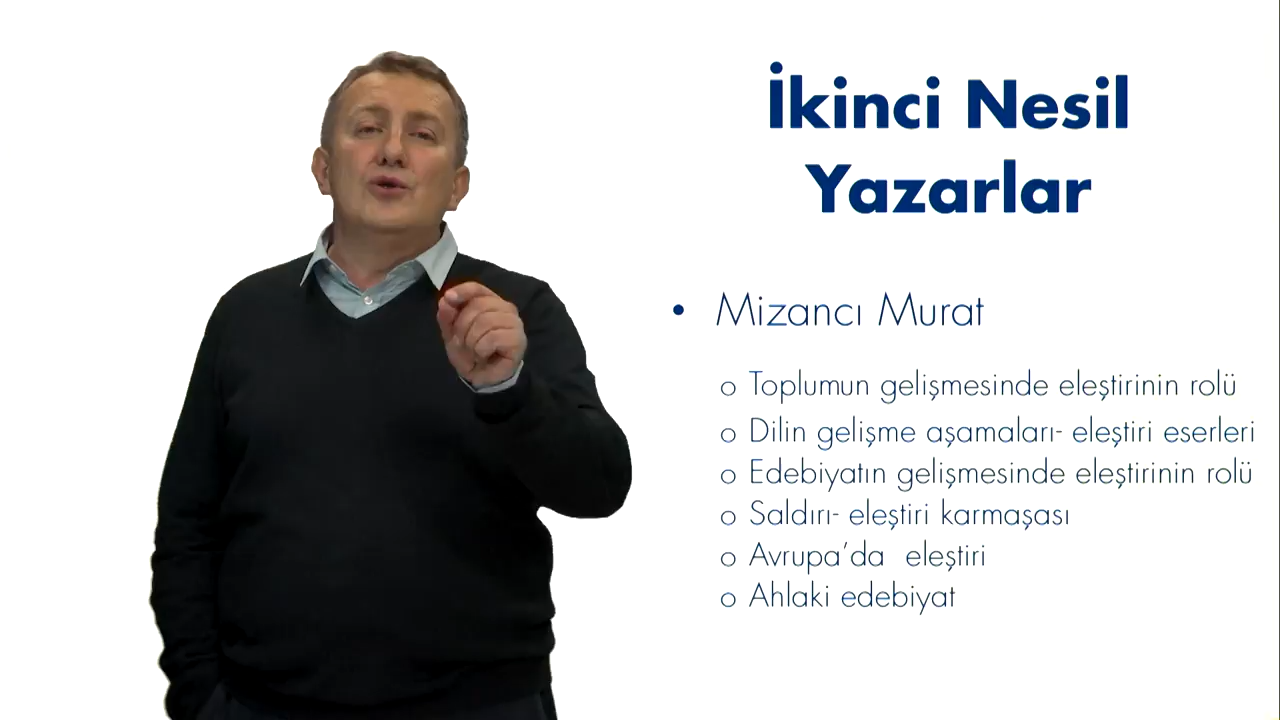 İkinci Nesil
Yazarlar
• Mizancı Murat
o Toplumun gelişmesinde eleştirinin rolü
o Dilin gelişme aşamaları- eleştiri eserleri
o Edebiyatın gelişmesinde eleştirinin rolü
o Saldırı- eleştiri karmaşası
o Avrupa’da eleştiri
o Ahlaki edebiyat